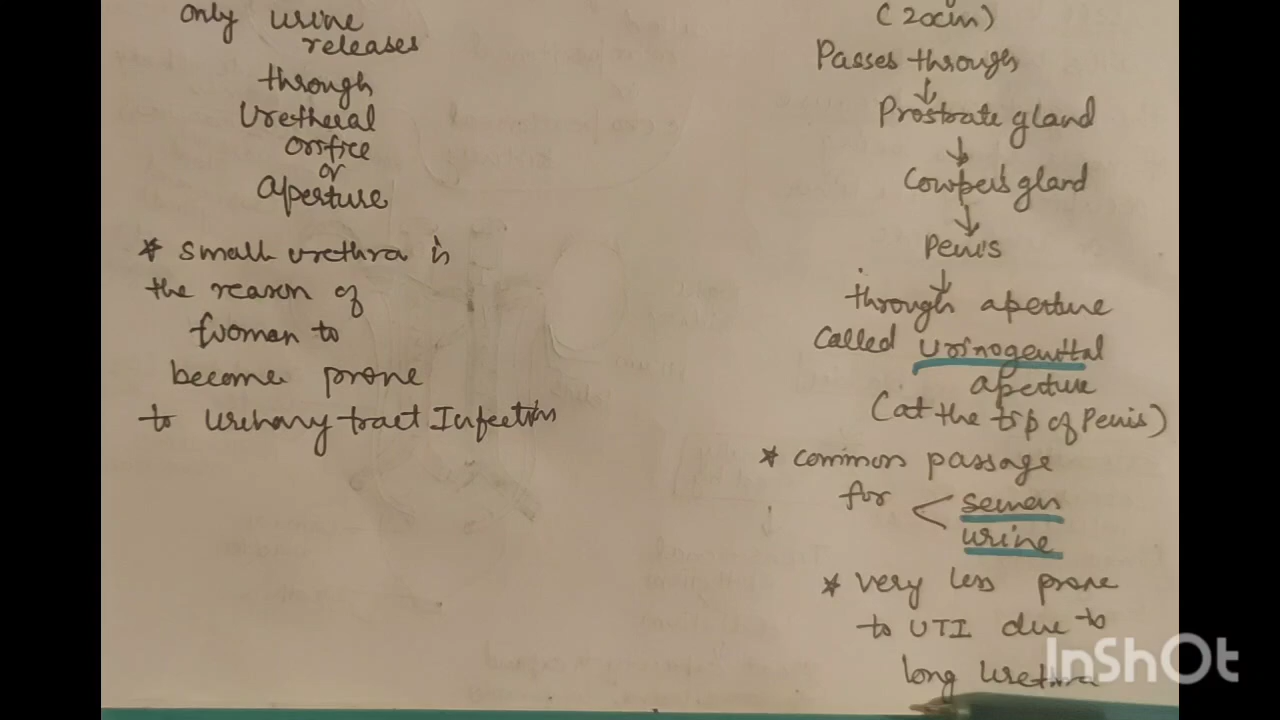 only urine
releases
through
Uretheral
orifice
or
aperture
* small urethra is
the reason of
women to
become prone
to Urinary tract Infection
(20cm)
Passes through
↓
Prostrate gland
↓
Cowper's gland
↓
Penis
↓
through aperture
called Urinogenital
aperture
(at the tip of Penis)
* common passage
for < semen
urine
* very less prone
to UTI due to
long Urethra
InShOt